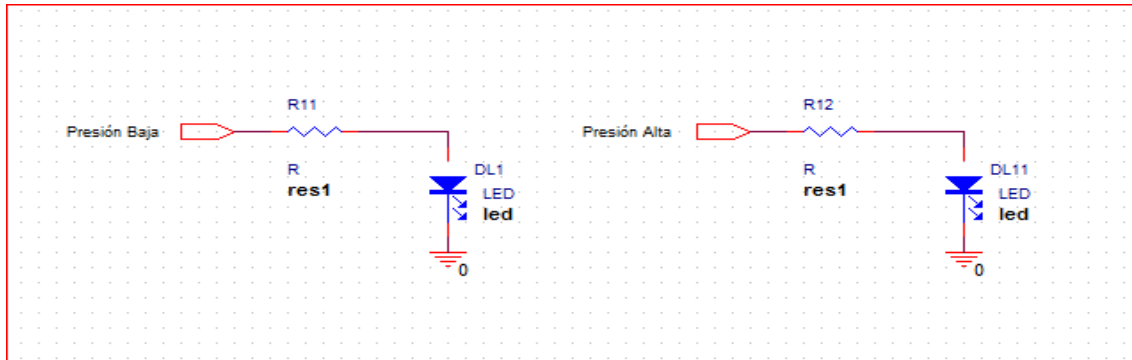 R11
Presión Baja
R
res1
DL1
LED
led
0
R12
Presión Alta
R
res1
DL11
LED
led
0